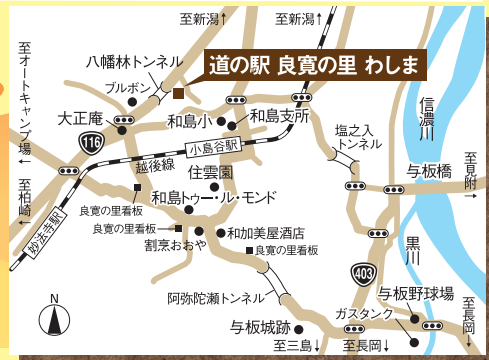 至新潟↑
至新潟↑
道の駅 良寛の里 わしま
八幡林トンネル
ブルボン
至オートキャンプ場←
大正庵
116
和島小
和島支所
信濃川
塩之入
トンネル
小島谷駅
越後線
住雲園
与板橋
至見附→
至柏崎←
良寛の里看板
和島トゥー・ル・モンド
妙法寺駅
良寛の里看板
割烹おおや
和加美屋酒店
良寛の里看板
黒川
403
阿弥陀瀬トンネル
与板野球場
ガスタンク
N
与板城跡
至三島↓
至長岡↓
至長岡↓